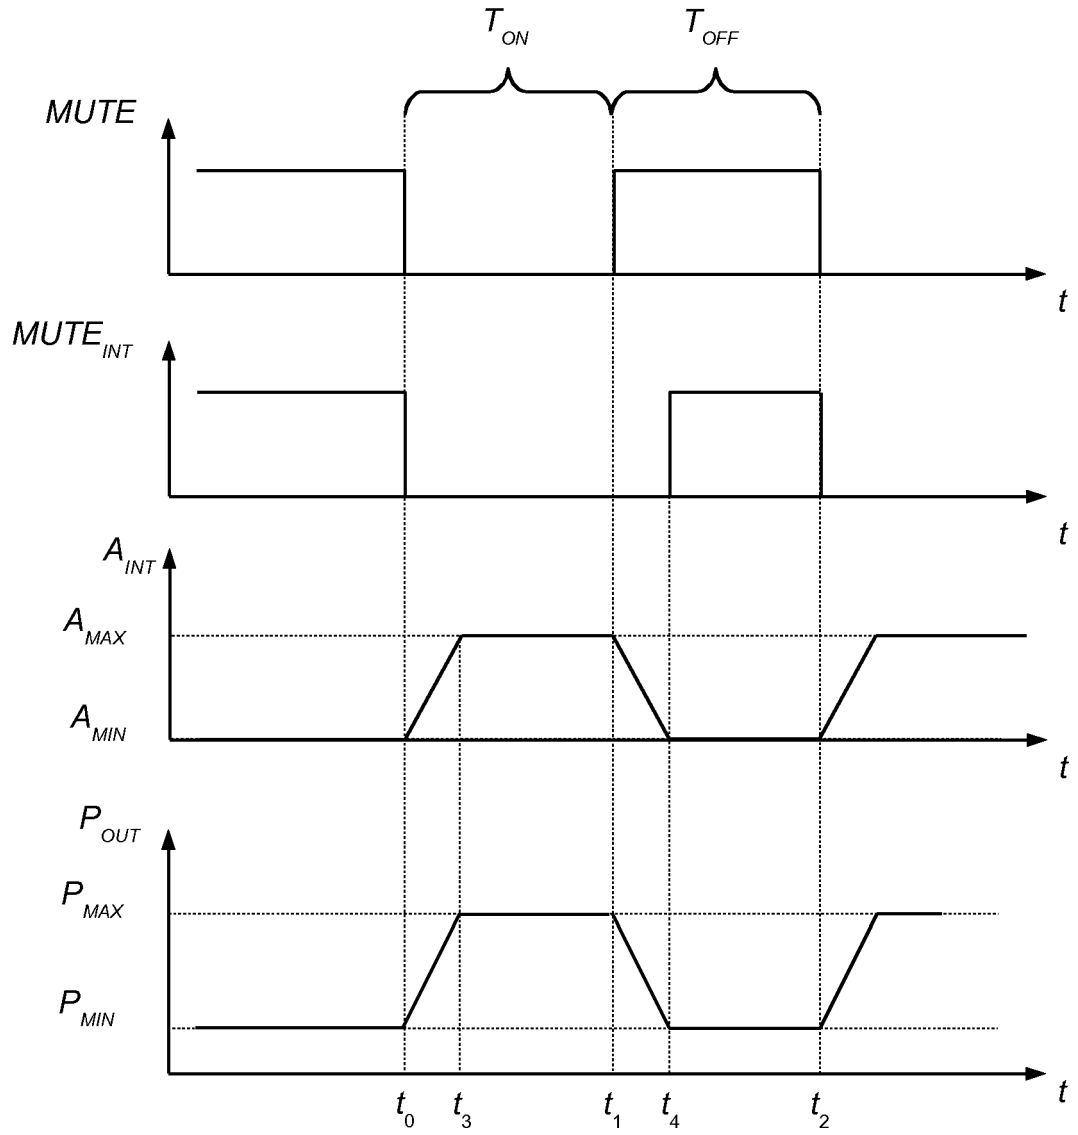 T_ON T_OFF
MUTE
t
MUTE_INT
t
A_INT
A_MAX
A_MIN
t
P_OUT
P_MAX
P_MIN
t
t_0 t_3 t_1 t_4 t_2